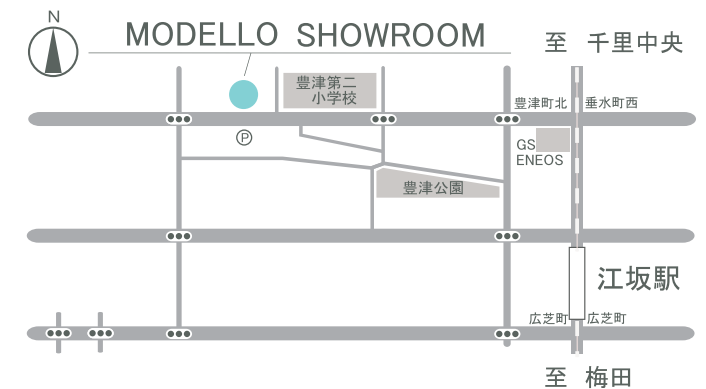 N
MODELLO SHOWROOM
至 千里中央
豊津第二
小学校
豊津町北
垂水町西
P
GS
ENEOS
豊津公園
江坂駅
広芝町
広芝町
至 梅田